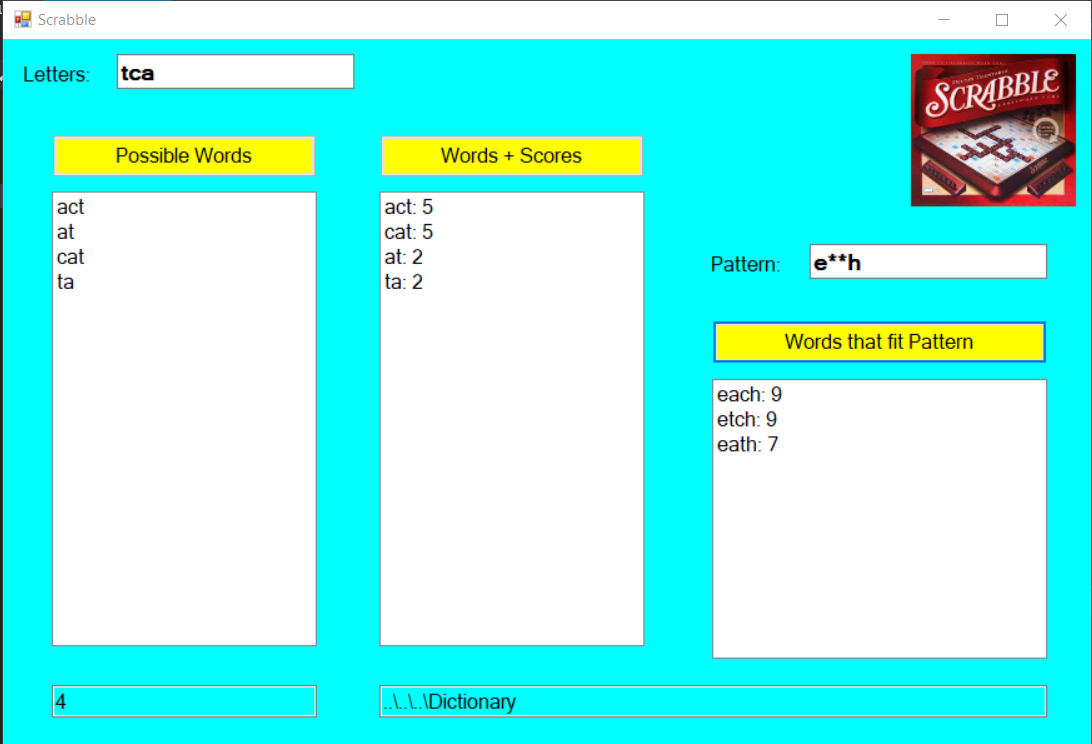 Scrabble
Letters: tca
Possible Words
Words + Scores
act
at
cat
ta
act: 5
cat: 5
at: 2
ta: 2
SCRABBLE
Pattern: e**h
Words that fit Pattern
each: 9
etch: 9
eath: 7
4
..\..\..\Dictionary